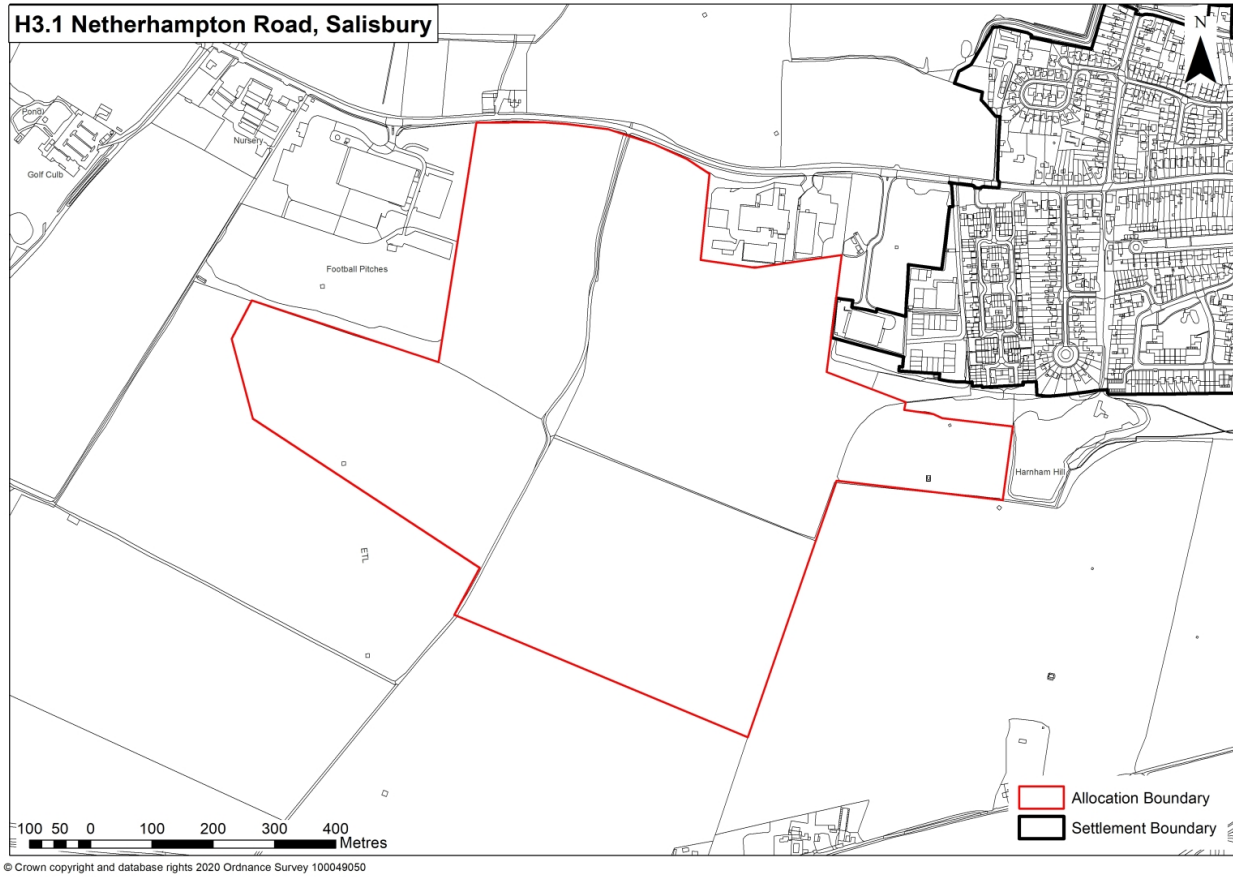 H3.1 Netherhampton Road, Salisbury
N
Pond
Nursery
Golf Culb
Football Pitches
Harnham Hill
ETL
Allocation Boundary
Settlement Boundary
100 50 0 100 200 300 400
Metres
© Crown copyright and database rights 2020 Ordnance Survey 100049050